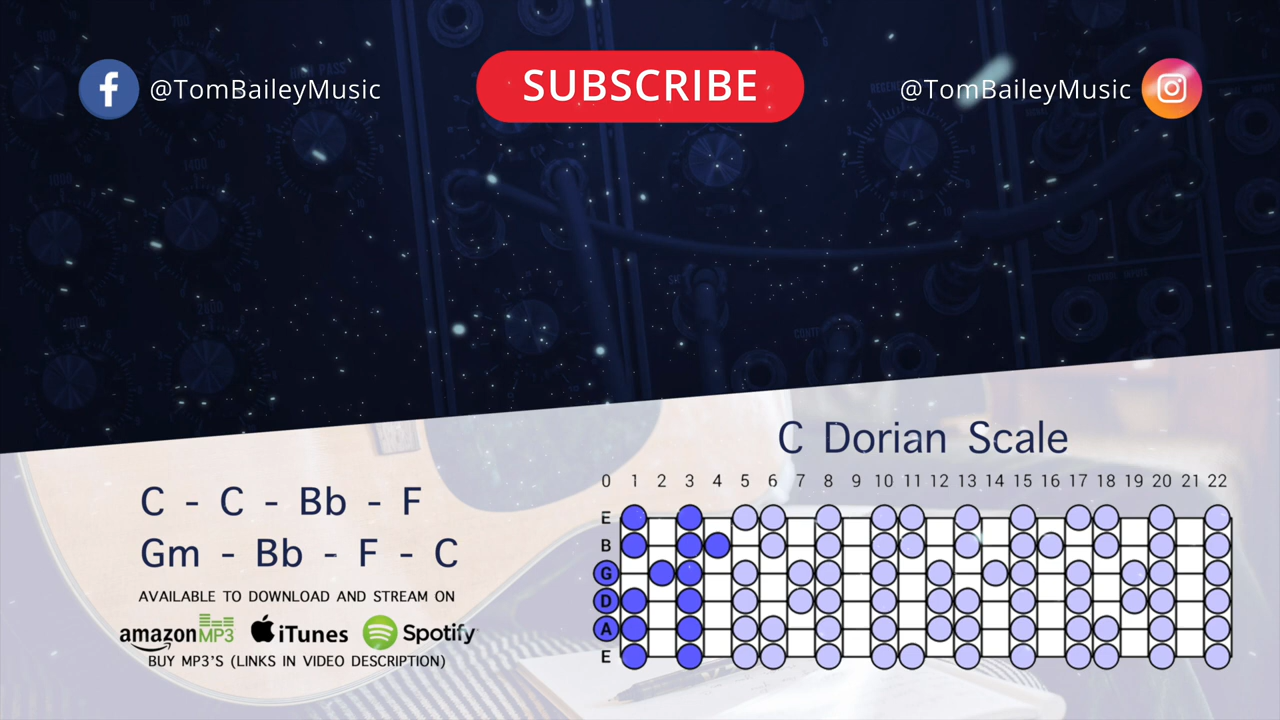 @TomBaileyMusic
SUBSCRIBE
@TomBaileyMusic
C - C - Bb - F
Gm - Bb - F - C
AVAILABLE TO DOWNLOAD AND STREAM ON
amazonMP3 iTunes Spotify
BUY MP3'S (LINKS IN VIDEO DESCRIPTION)
C Dorian Scale
0 1 2 3 4 5 6 7 8 9 10 11 12 13 14 15 16 17 18 19 20 21 22
E
B
G
D
A
E